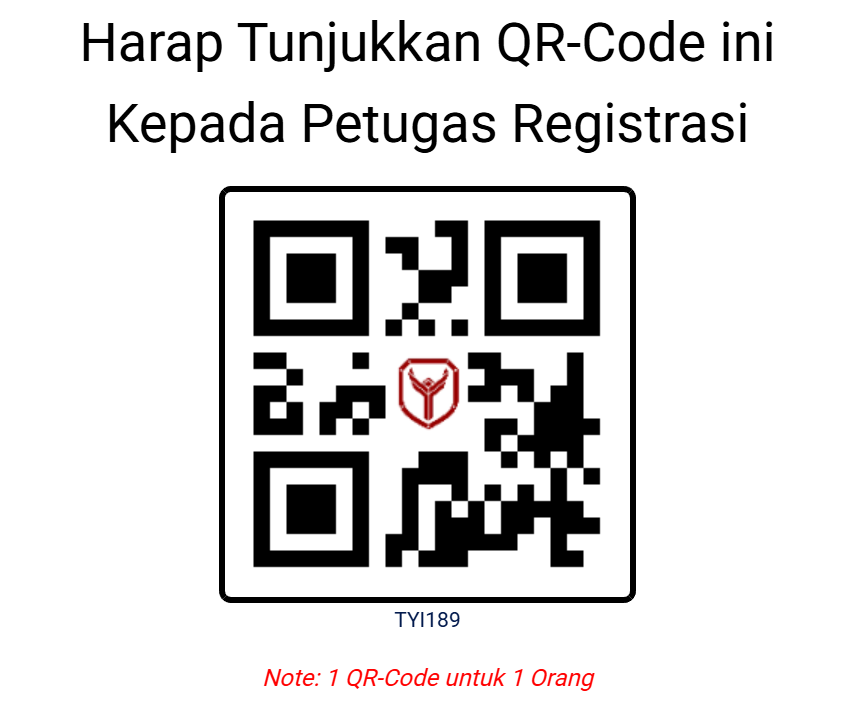 Harap Tunjukkan QR-Code ini
Kepada Petugas Registrasi
TYI189
Note: 1 QR-Code untuk 1 Orang